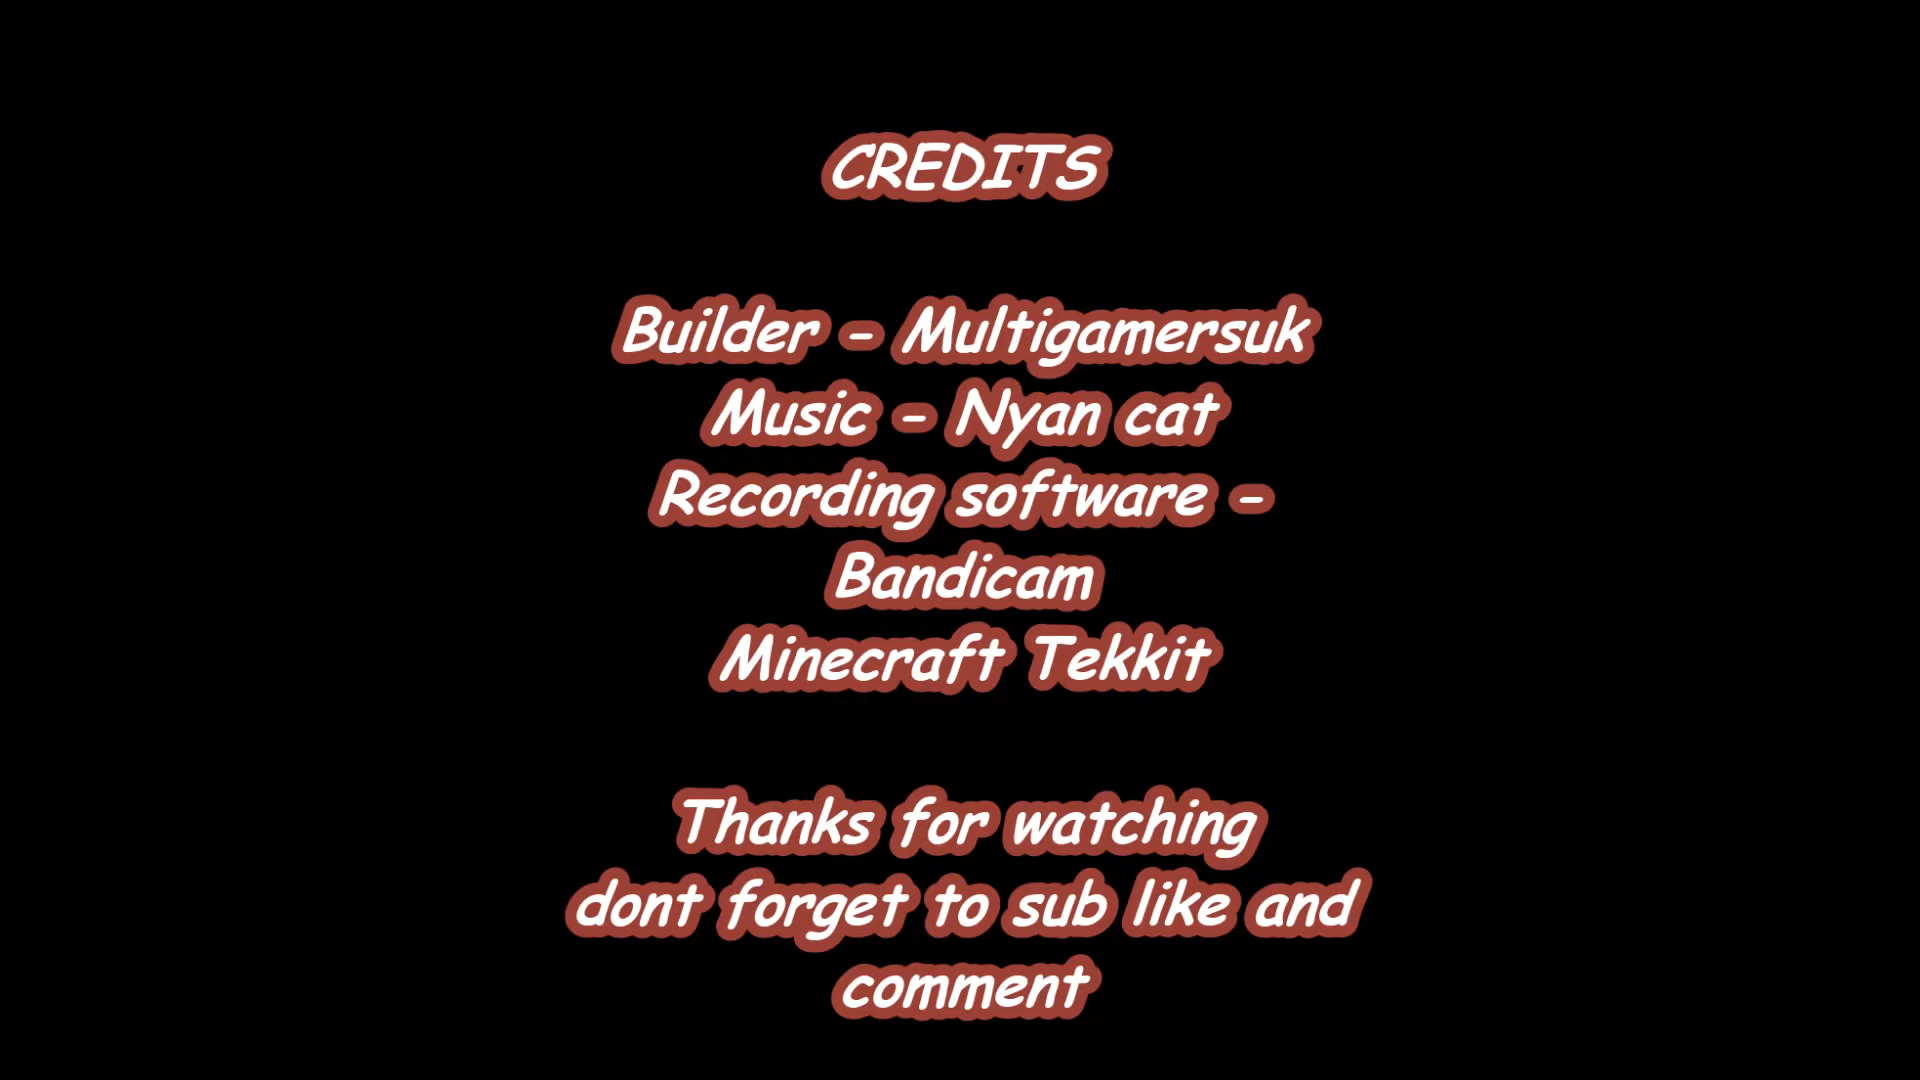 CREDITS
Builder - Multigamersuk
Music - Nyan cat
Recording software -
Bandicam
Minecraft Tekkit
Thanks for watching
dont forget to sub like and
comment